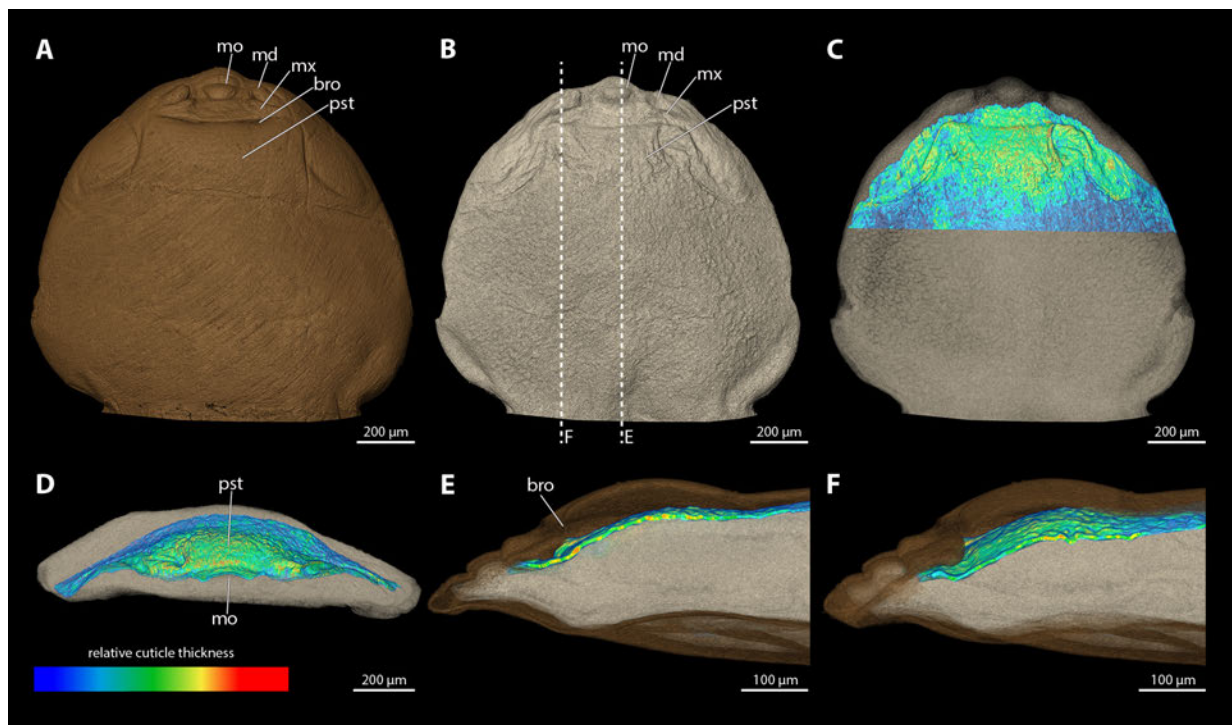 A
mo
md
mx
bro
pst
200 µm
B
mo
md
mx
pst
F
E
200 µm
C
200 µm
D
pst
mo
relative cuticle thickness
200 µm
E
bro
100 µm
F
100 µm